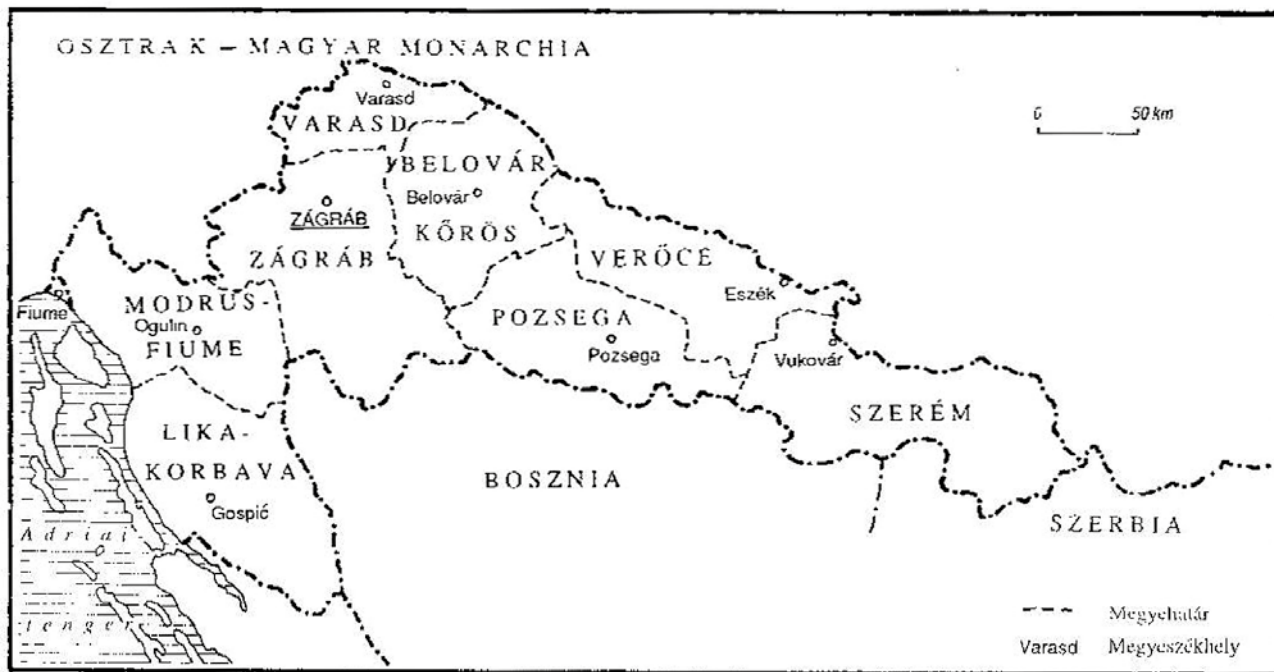 OSZTRÁK – MAGYAR MONARCHIA
Varasd
VARASD
0 50 km
BELOVÁR
Belovár
KŐRÖS
ZÁGRÁB
ZÁGRÁB
VERŐCE
Eszék
MODRUS-
Fiume
Ogulin
FIUME
POZSEGA
Pozsega
Vukovár
SZERÉM
LIKA-
KORBAVA
Gospić
BOSZNIA
SZERBIA
Adriai
tenger
Megyehatár
Varasd Megyeszékhely